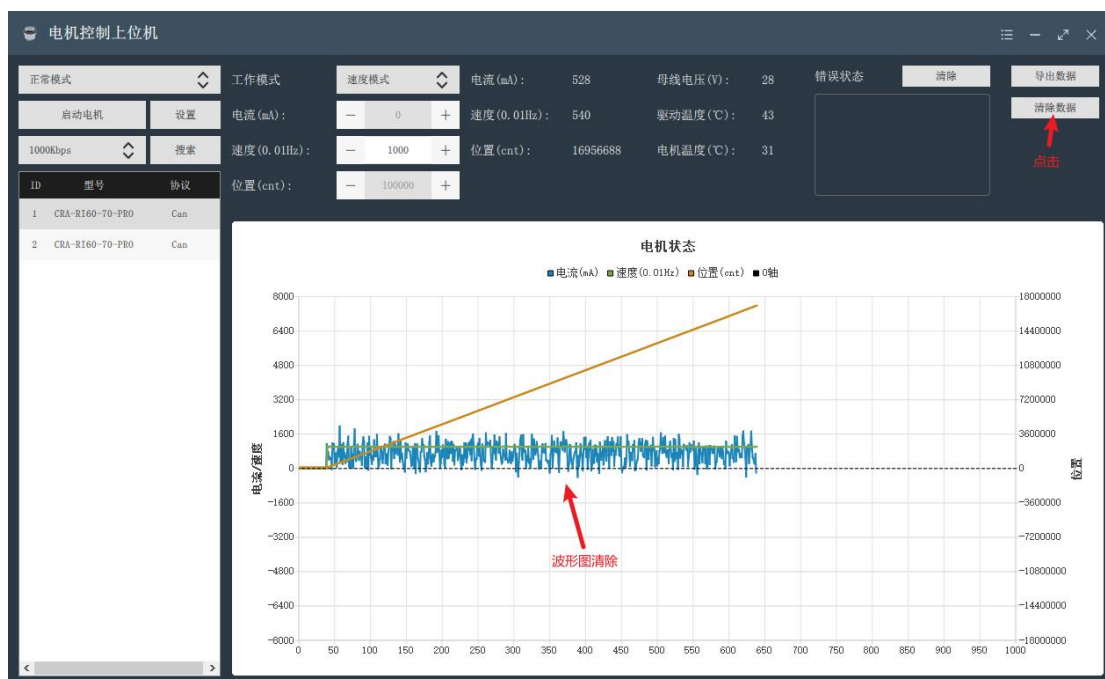 电机控制上位机
正常模式
启动电机 设置
1000Kbps 搜索
ID 型号 协议
1 CRA-RI60-70-PRO Can
2 CRA-RI60-70-PRO Can
工作模式 速度模式
电流(mA): 0
速度(0.01Hz): 1000
位置(cnt): 100000
电流(mA): 528 母线电压(V): 28
速度(0.01Hz): 540 驱动温度(℃): 43
位置(cnt): 16956688 电机温度(℃): 31
错误状态 清除
导出数据
清除数据
点击
电机状态
电流(mA) 速度(0.01Hz) 位置(cnt) 0轴
8000 18000000
6400 14400000
4800 10800000
3200 7200000
1600 3600000
0 0
-1600 -3600000
-3200 -7200000
-4800 -10800000
-6400 -14400000
-8000 -18000000
电流/速度
位置
波形图清除
0 50 100 150 200 250 300 350 400 450 500 550 600 650 700 750 800 850 900 950 1000